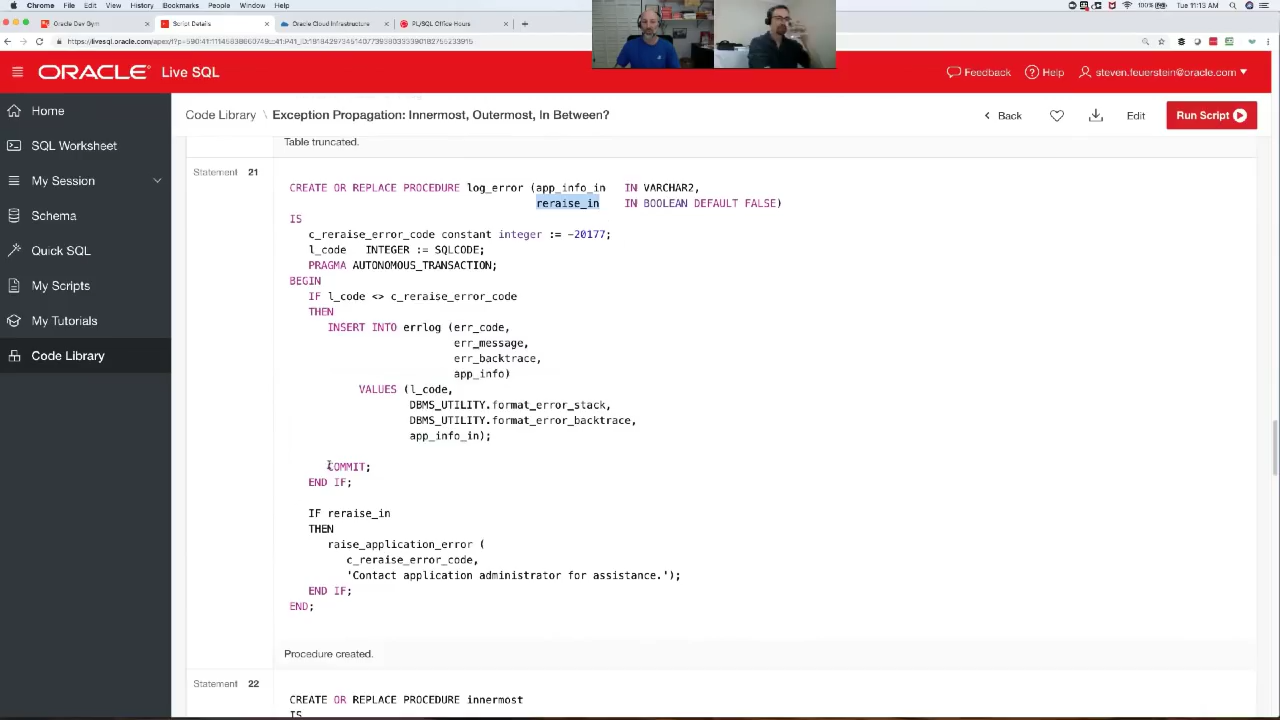 Chrome File Edit View History Bookmarks People Window Help
100% Tue 11:13 AM
Oracle Dev Gym
Script Details
Oracle Cloud Infrastructure
PL/SQL Office Hours
ORACLE Live SQL
Feedback Help steven.feuerstein@oracle.com
Home
SQL Worksheet
My Session
Schema
Quick SQL
My Scripts
My Tutorials
Code Library
Code Library \ Exception Propagation: Innermost, Outermost, In Between?
Back Edit Run Script
Table truncated.
Statement 21
CREATE OR REPLACE PROCEDURE log_error (app_info_in IN VARCHAR2,
reraise_in IN BOOLEAN DEFAULT FALSE)
IS
c_reraise_error_code constant integer := -20177;
l_code INTEGER := SQLCODE;
PRAGMA AUTONOMOUS_TRANSACTION;
BEGIN
IF l_code <> c_reraise_error_code
THEN
INSERT INTO errlog (err_code,
err_message,
err_backtrace,
app_info)
VALUES (l_code,
DBMS_UTILITY.format_error_stack,
DBMS_UTILITY.format_error_backtrace,
app_info_in);
COMMIT;
END IF;
IF reraise_in
THEN
raise_application_error (
c_reraise_error_code,
'Contact application administrator for assistance.');
END IF;
END;
Procedure created.
Statement 22
CREATE OR REPLACE PROCEDURE innermost
IS